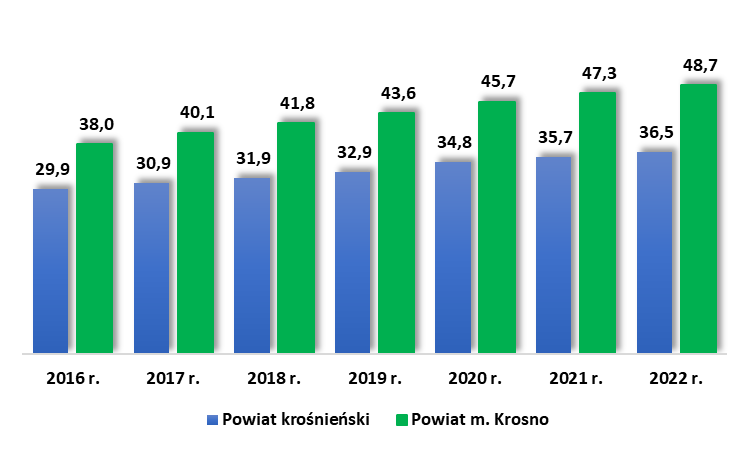 29,9 38,0 30,9 40,1 31,9 41,8 32,9 43,6 34,8 45,7 35,7 47,3 36,5 48,7
2016 r. 2017 r. 2018 r. 2019 r. 2020 r. 2021 r. 2022 r.
Powiat krośnieński Powiat m. Krosno